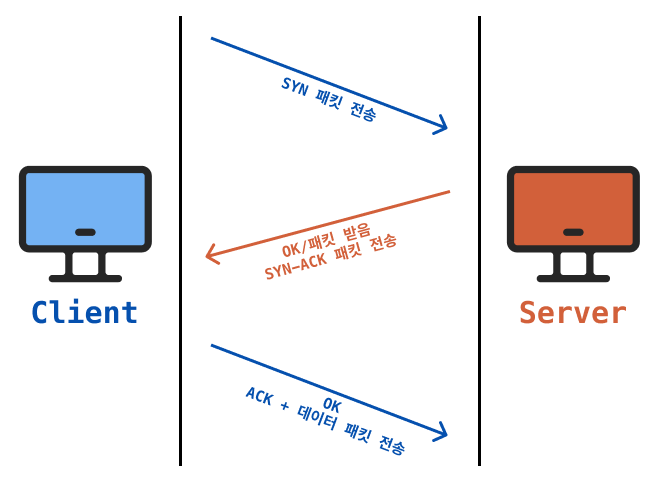 SYN 패킷 전송
OK/패킷 받음
SYN-ACK 패킷 전송
Client
Server
OK
ACK + 데이터 패킷 전송